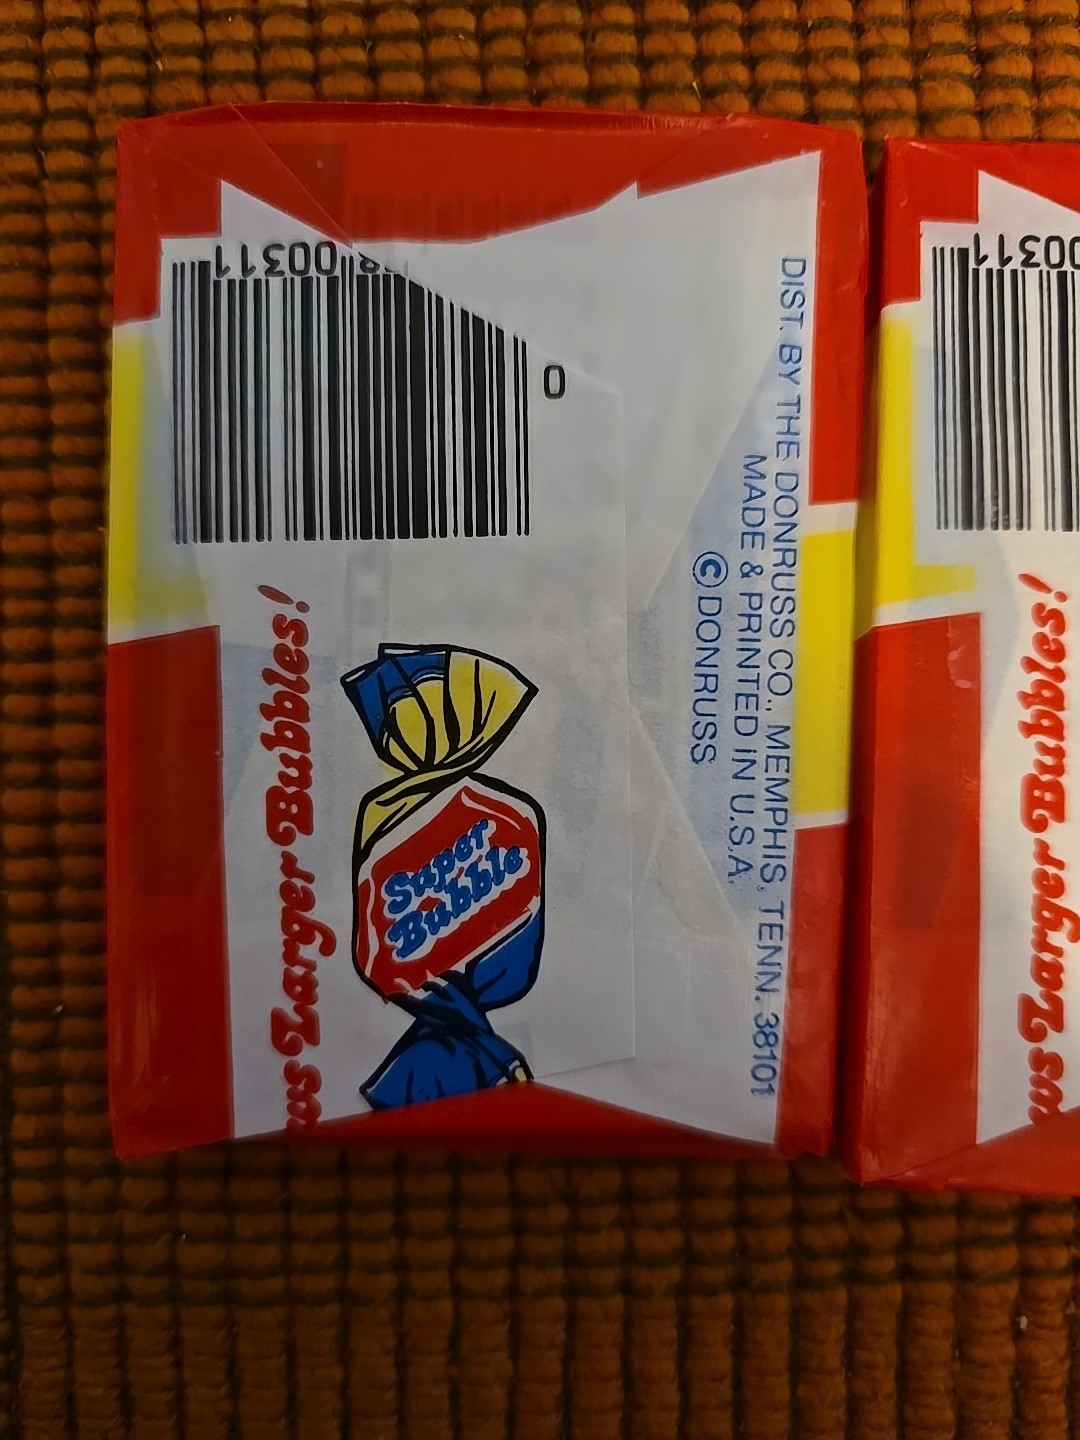 00311
0
DIST. BY THE DONRUSS CO., MEMPHIS, TENN. 38101
MADE & PRINTED IN U.S.A.
©DONRUSS
Larger Bubbles!
Super
Bubble
00311
Larger Bubbles!